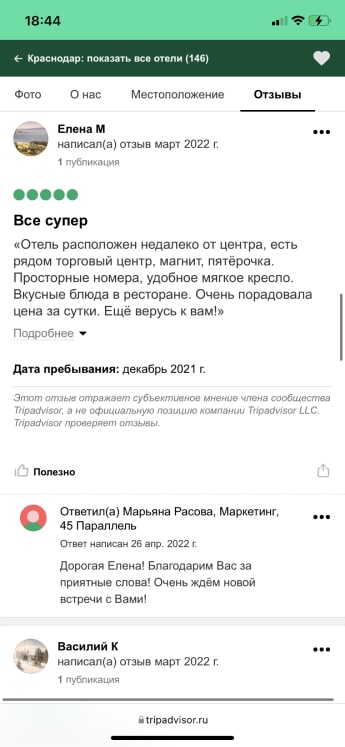 18:44
← Краснодар: показать все отели (146)
Фото О нас Местоположение Отзывы
Елена М
написал(а) отзыв март 2022 г.
1 публикация
Все супер
«Отель расположен недалеко от центра, есть
рядом торговый центр, магнит, пятёрочка.
Просторные номера, удобное мягкое кресло.
Вкусные блюда в ресторане. Очень порадовала
цена за сутки. Ещё верусь к вам!»
Подробнее
Дата пребывания: декабрь 2021 г.
Этот отзыв отражает субъективное мнение члена сообщества
Tripadvisor, а не официальную позицию компании Tripadvisor LLC.
Tripadvisor проверяет отзывы.
Полезно
Ответил(а) Марьяна Расова, Маркетинг,
45 Параллель
Ответ написан 26 апр. 2022 г.
Дорогая Елена! Благодарим Вас за
приятные слова! Очень ждём новой
встречи с Вами!
Василий К
написал(а) отзыв март 2022 г.
1 публикация
tripadvisor.ru